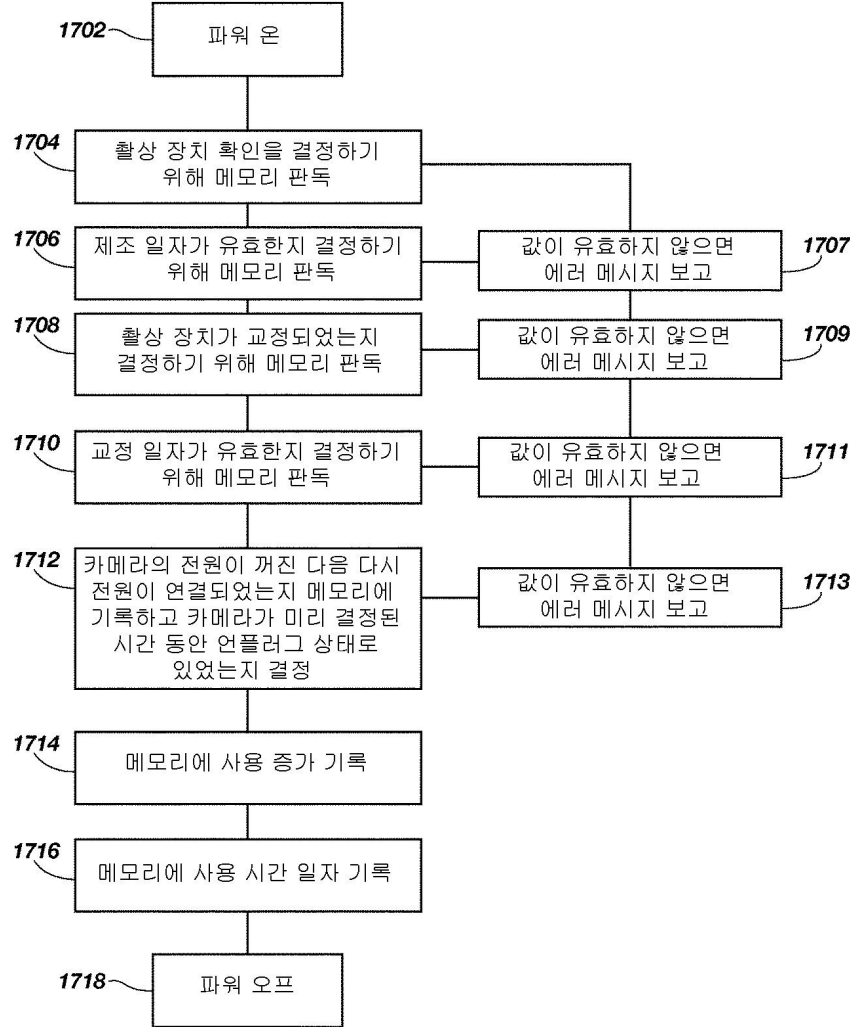 1702
파워 온
1704
촬상 장치 확인을 결정하기
위해 메모리 판독
1706
제조 일자가 유효한지 결정하기
위해 메모리 판독
값이 유효하지 않으면
에러 메시지 보고
1707
1708
촬상 장치가 교정되었는지
결정하기 위해 메모리 판독
값이 유효하지 않으면
에러 메시지 보고
1709
1710
교정 일자가 유효한지 결정하기
위해 메모리 판독
값이 유효하지 않으면
에러 메시지 보고
1711
1712
카메라의 전원이 꺼진 다음 다시
전원이 연결되었는지 메모리에
기록하고 카메라가 미리 결정된
시간 동안 언플러그 상태로
있었는지 결정
값이 유효하지 않으면
에러 메시지 보고
1713
1714
메모리에 사용 증가 기록
1716
메모리에 사용 시간 일자 기록
1718
파워 오프